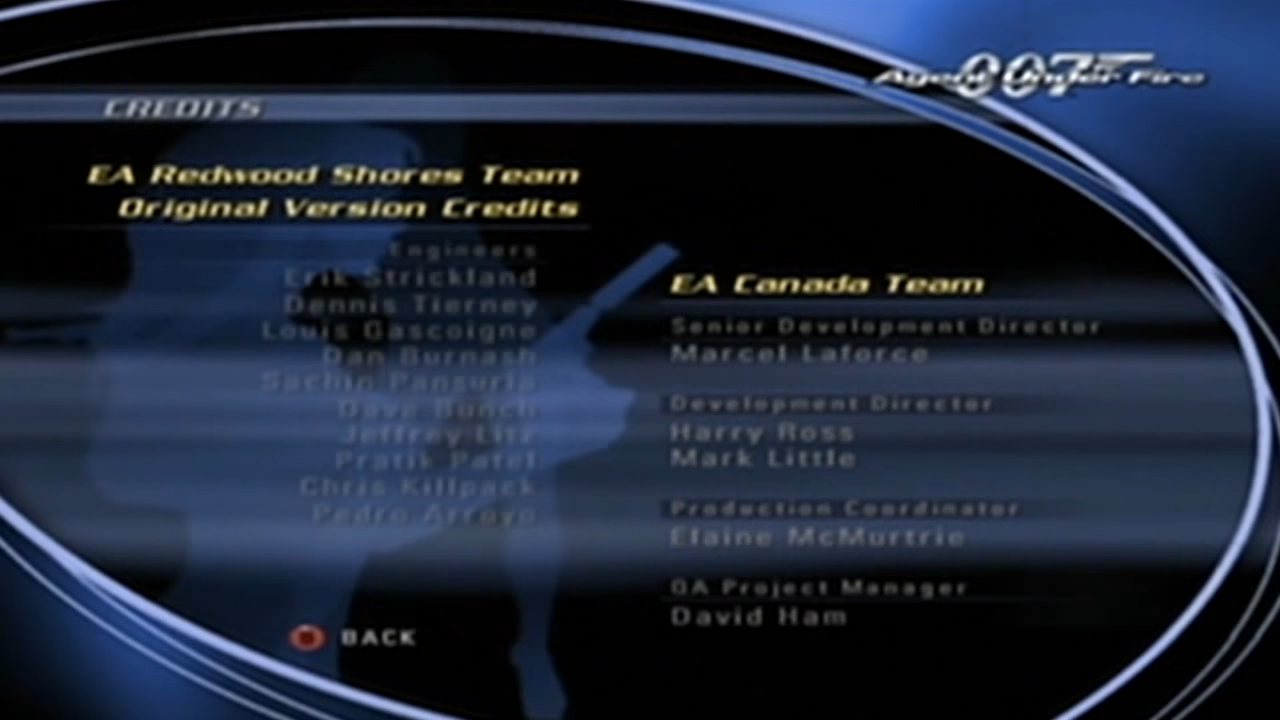 007
Agent Under Fire
CREDITS
EA Redwood Shores Team
Original Version Credits
Engineers
Erik Strickland
Dennis Tierney
Louis Gascoigne
Dan Burnash
Sachin Pansuria
Dave Bunch
Jeffrey Litz
Pratik Patel
Chris Killpack
Pedro Arroyo
EA Canada Team
Senior Development Director
Marcel Laforce
Development Director
Harry Ross
Mark Little
Production Coordinator
Elaine McMurtrie
QA Project Manager
David Ham
BACK